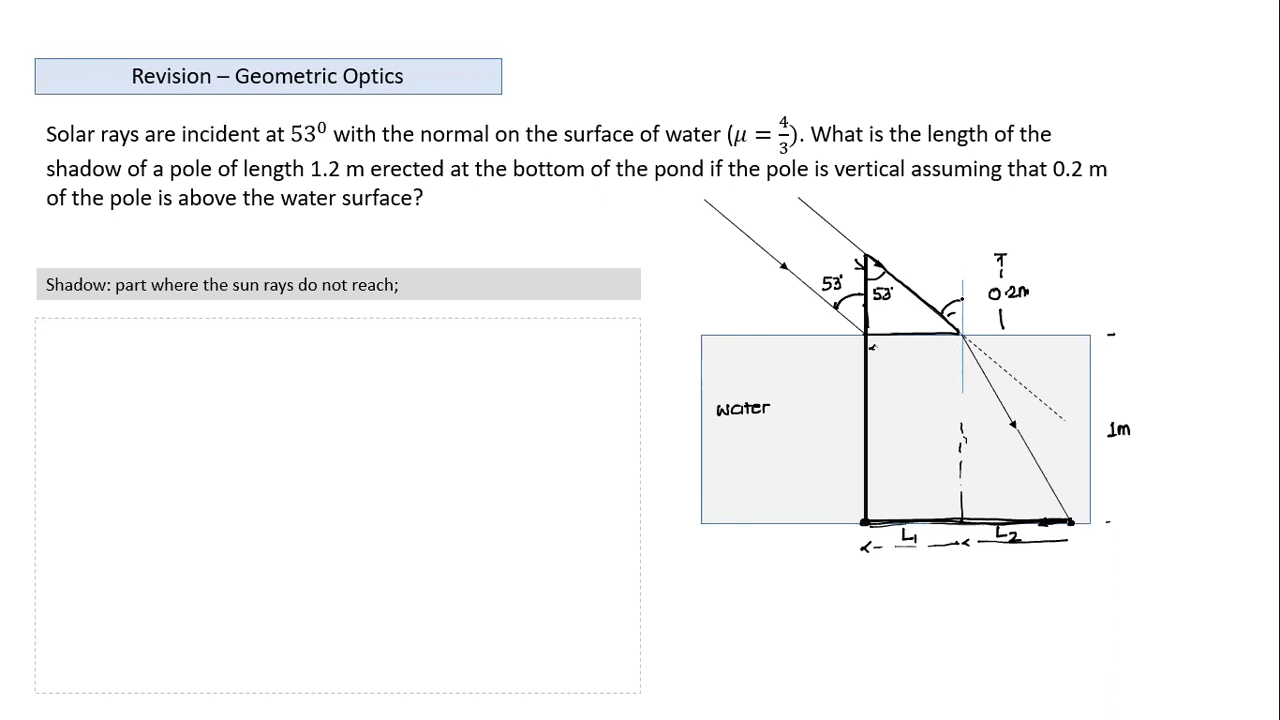 Revision – Geometric Optics
Solar rays are incident at 53⁰ with the normal on the surface of water (μ = 4/3). What is the length of the
shadow of a pole of length 1.2 m erected at the bottom of the pond if the pole is vertical assuming that 0.2 m
of the pole is above the water surface?
Shadow: part where the sun rays do not reach;
53°
53°
0.2m
water
1m
L₁
L₂